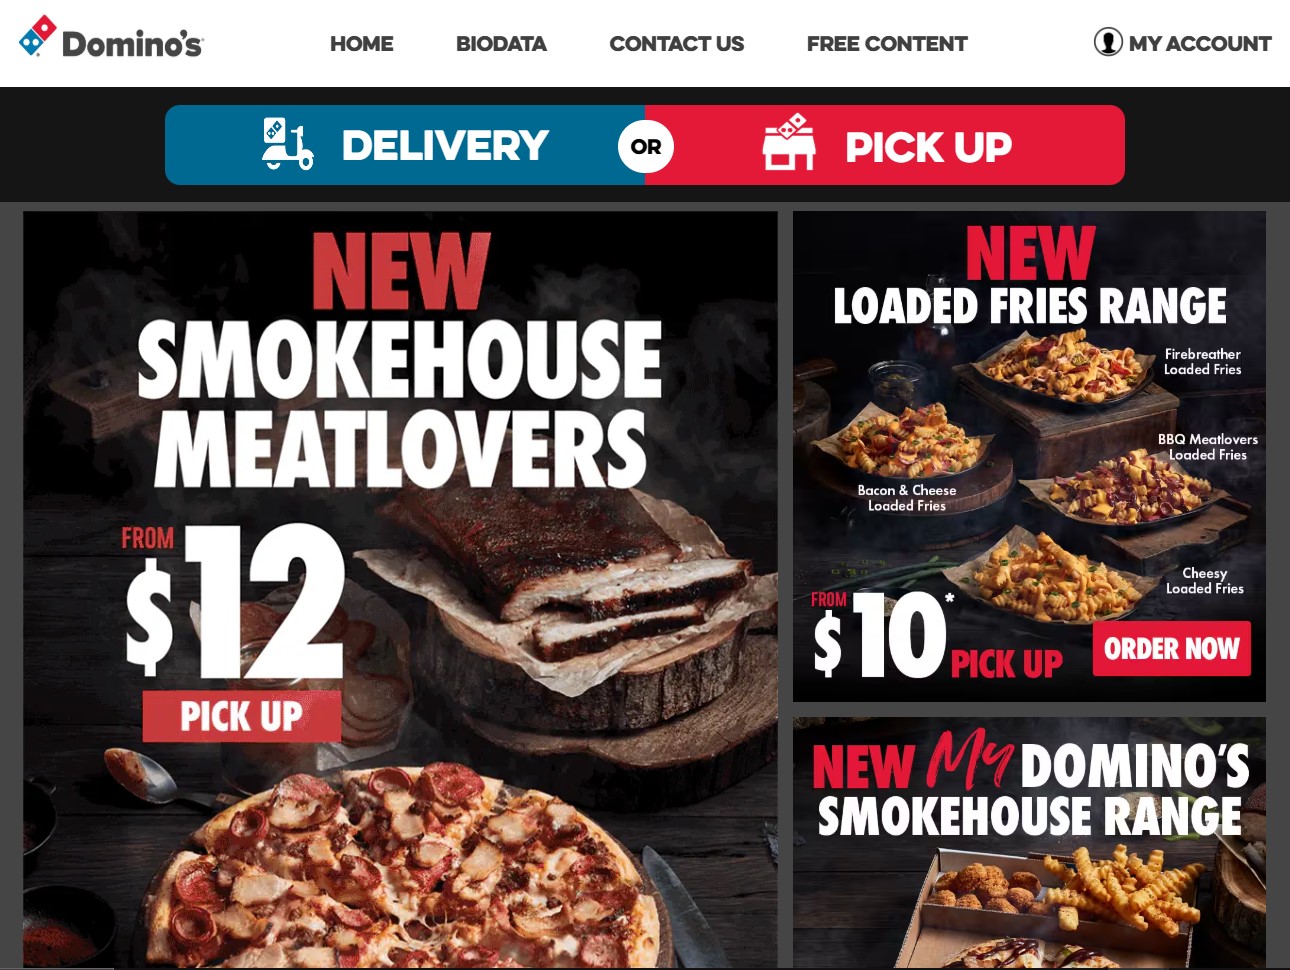 Domino's
HOME
BIODATA
CONTACT US
FREE CONTENT
MY ACCOUNT
DELIVERY
OR
PICK UP
NEW
SMOKEHOUSE
MEATLOVERS
FROM
$12
PICK UP
NEW
LOADED FRIES RANGE
Firebreather
Loaded Fries
BBQ Meatlovers
Loaded Fries
Bacon & Cheese
Loaded Fries
Cheesy
Loaded Fries
FROM
$10*
PICK UP
ORDER NOW
NEW My DOMINO'S
SMOKEHOUSE RANGE